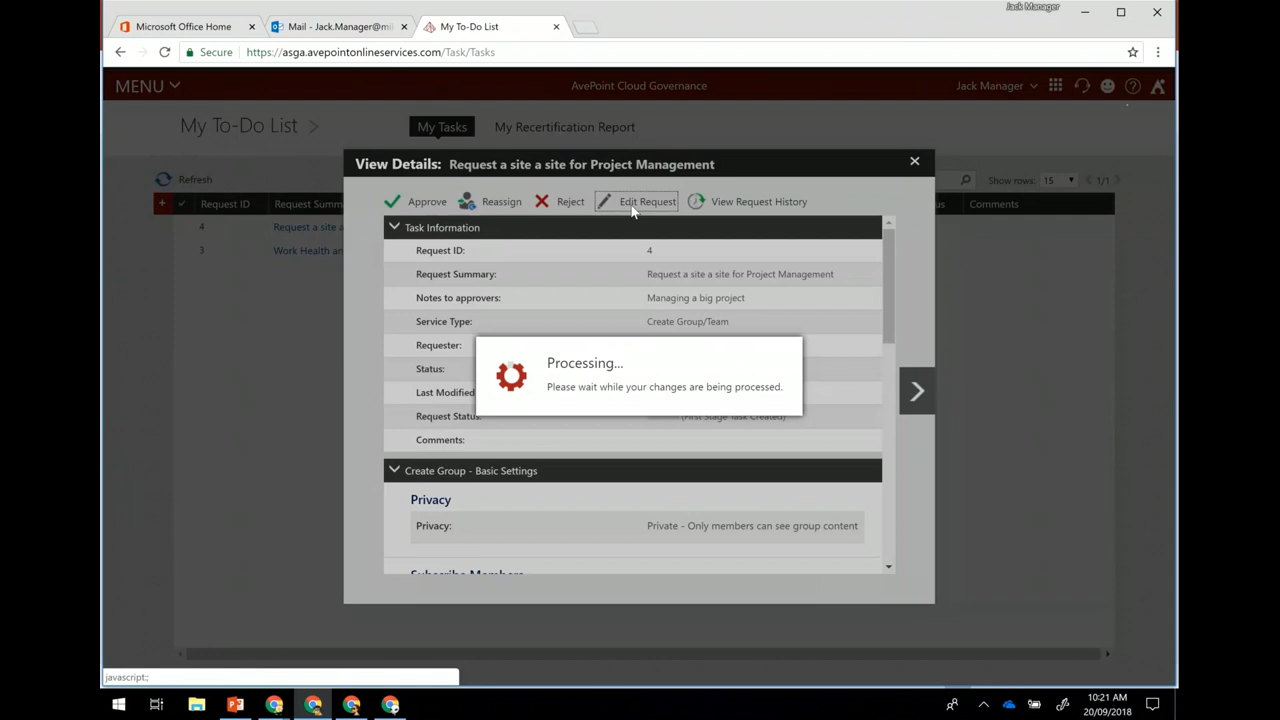 Jack Manager
Microsoft Office Home
Mail - Jack.Manager@mi
My To-Do List
Secure
https://asga.avepointonlineservices.com/Task/Tasks
MENU
AvePoint Cloud Governance
Jack Manager
My To-Do List
My Tasks
My Recertification Report
View Details: Request a site a site for Project Management
Refresh
Show rows: 15
1/1
Approve
Reassign
Reject
Edit Request
View Request History
Request ID
Request Summ
us
Comments
Task Information
4
Request a site a
3
Work Health an
Request ID: 4
Request Summary: Request a site a site for Project Management
Notes to approvers: Managing a big project
Service Type: Create Group/Team
Requester:
Status:
Last Modified
Request Status: (First Stage Task Created)
Comments:
Processing...
Please wait while your changes are being processed.
Create Group - Basic Settings
Privacy
Privacy: Private - Only members can see group content
Subscribe Members
javascript:;
10:21 AM
20/09/2018